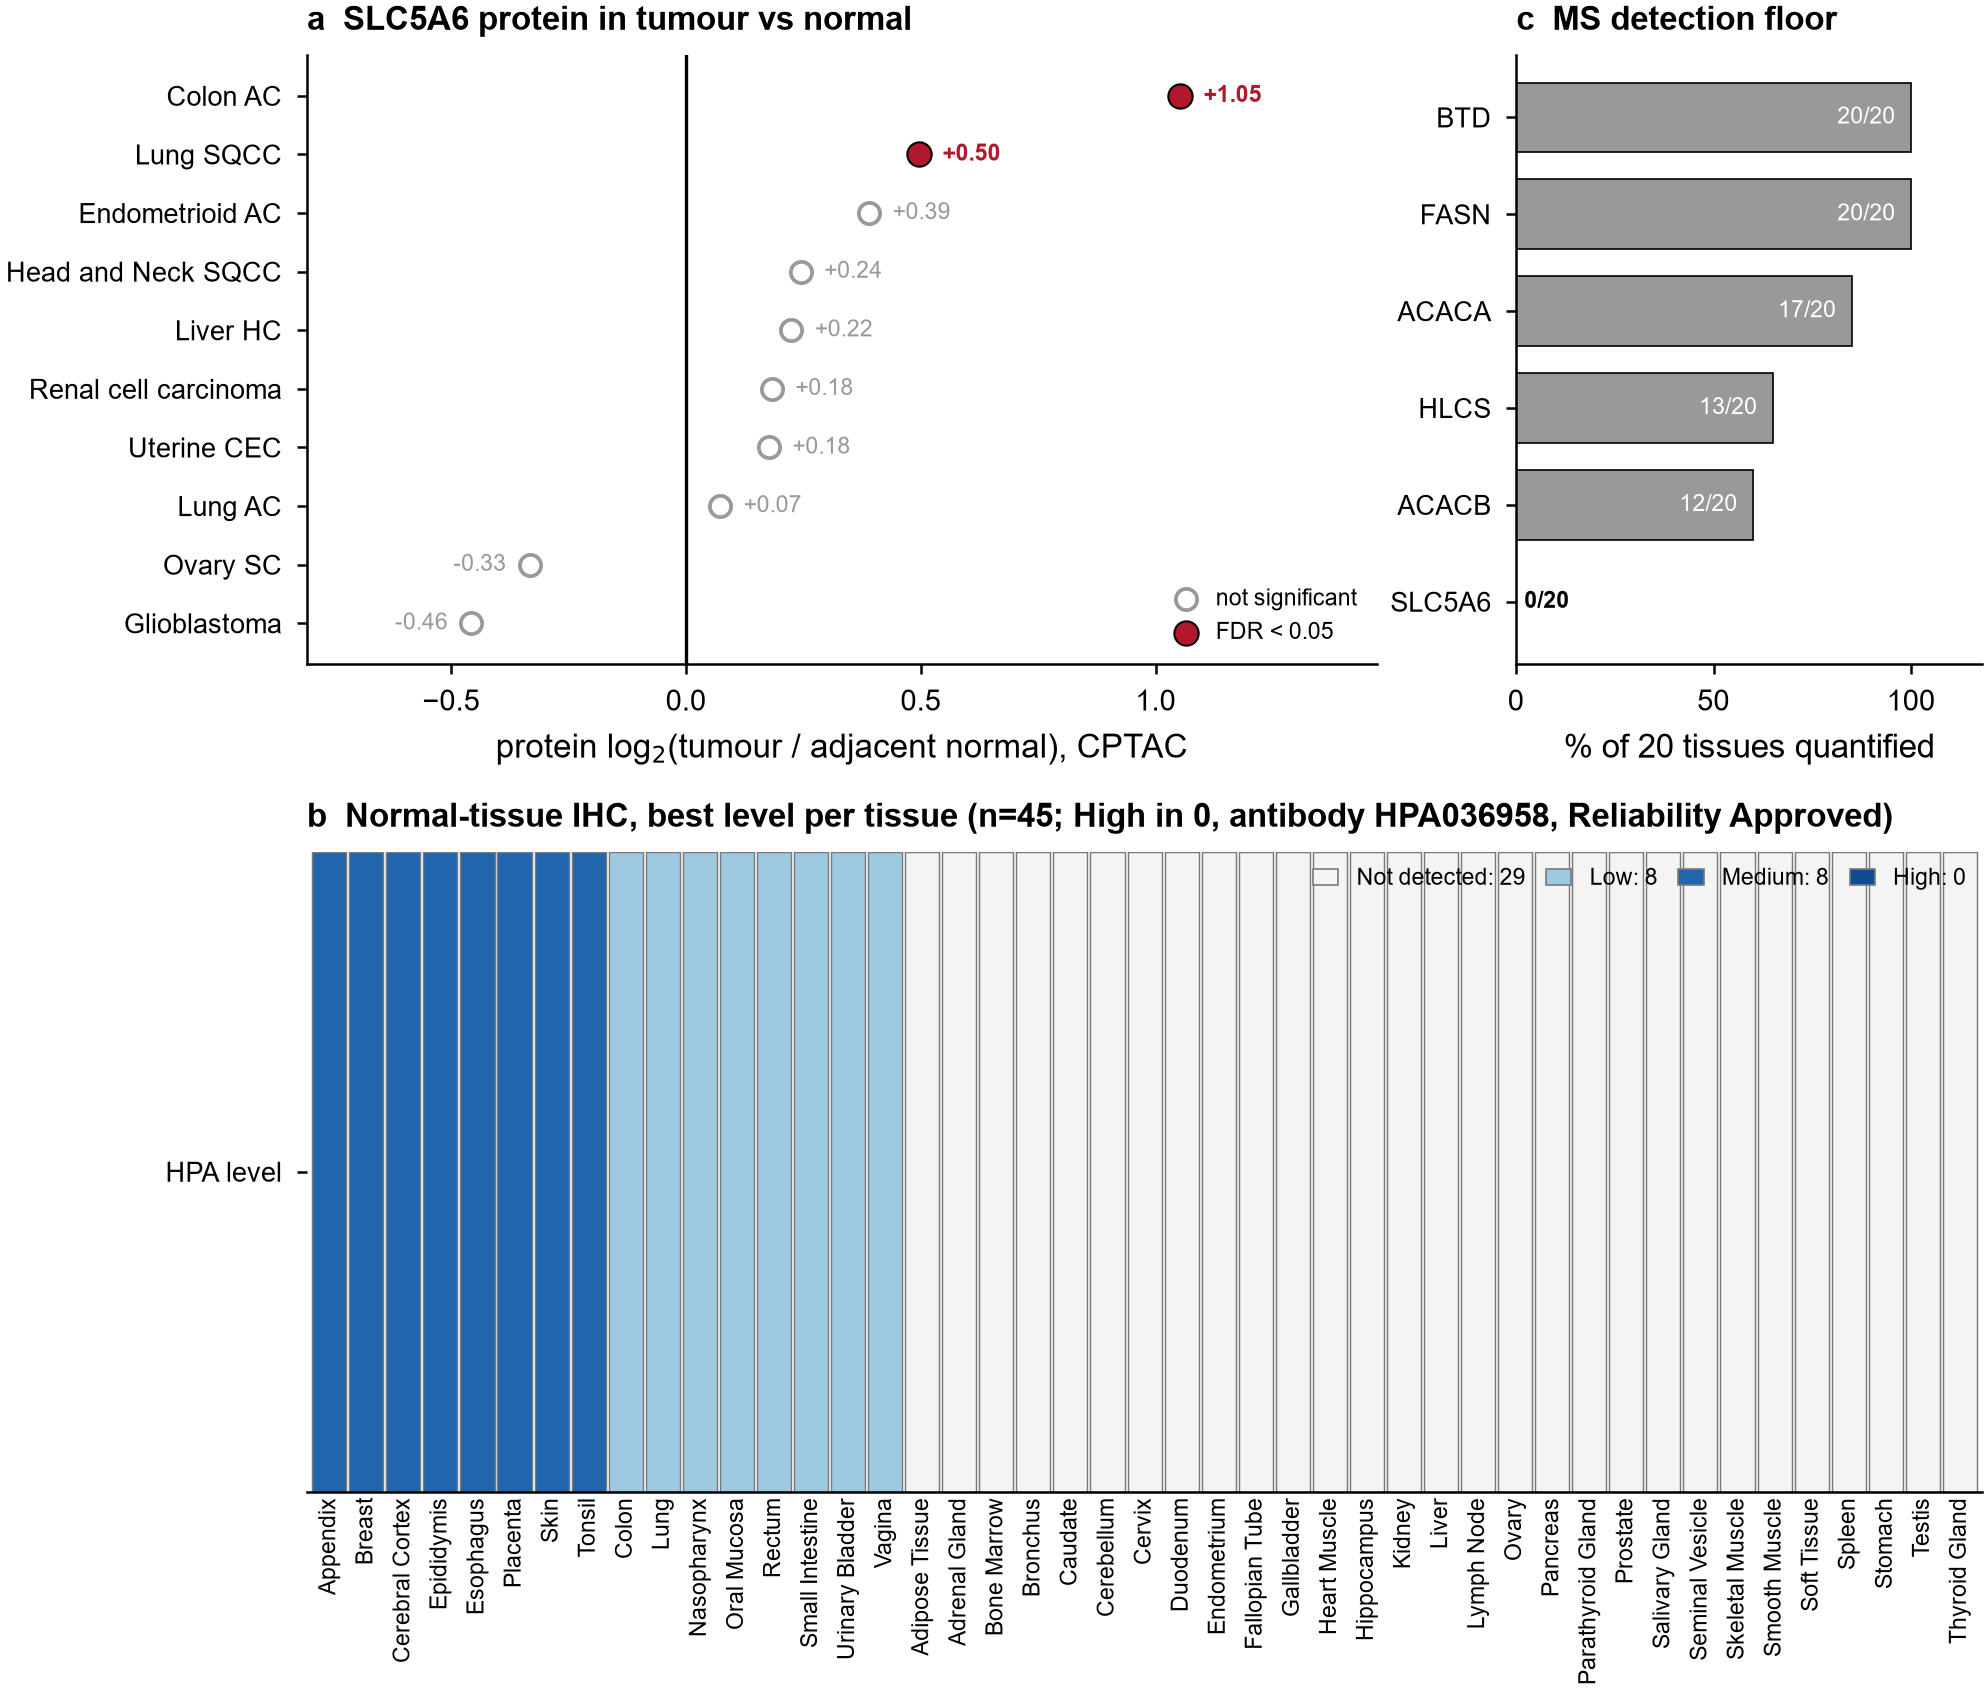 a SLC5A6 protein in tumour vs normal
Colon AC
+1.05
Lung SQCC
+0.50
Endometrioid AC
+0.39
Head and Neck SQCC
+0.24
Liver HC
+0.22
Renal cell carcinoma
+0.18
Uterine CEC
+0.18
Lung AC
+0.07
Ovary SC
-0.33
Glioblastoma
-0.46
not significant
FDR < 0.05
−0.5
0.0
0.5
1.0
protein log₂(tumour / adjacent normal), CPTAC
c MS detection floor
BTD
20/20
FASN
20/20
ACACA
17/20
HLCS
13/20
ACACB
12/20
SLC5A6
0/20
0
50
100
% of 20 tissues quantified
b Normal-tissue IHC, best level per tissue (n=45; High in 0, antibody HPA036958, Reliability Approved)
Not detected: 29
Low: 8
Medium: 8
High: 0
HPA level
Appendix
Breast
Cerebral Cortex
Epididymis
Esophagus
Placenta
Skin
Tonsil
Colon
Lung
Nasopharynx
Oral Mucosa
Rectum
Small Intestine
Urinary Bladder
Vagina
Adipose Tissue
Adrenal Gland
Bone Marrow
Bronchus
Caudate
Cerebellum
Cervix
Duodenum
Endometrium
Fallopian Tube
Gallbladder
Heart Muscle
Hippocampus
Kidney
Liver
Lymph Node
Ovary
Pancreas
Parathyroid Gland
Prostate
Salivary Gland
Seminal Vesicle
Skeletal Muscle
Smooth Muscle
Soft Tissue
Spleen
Stomach
Testis
Thyroid Gland